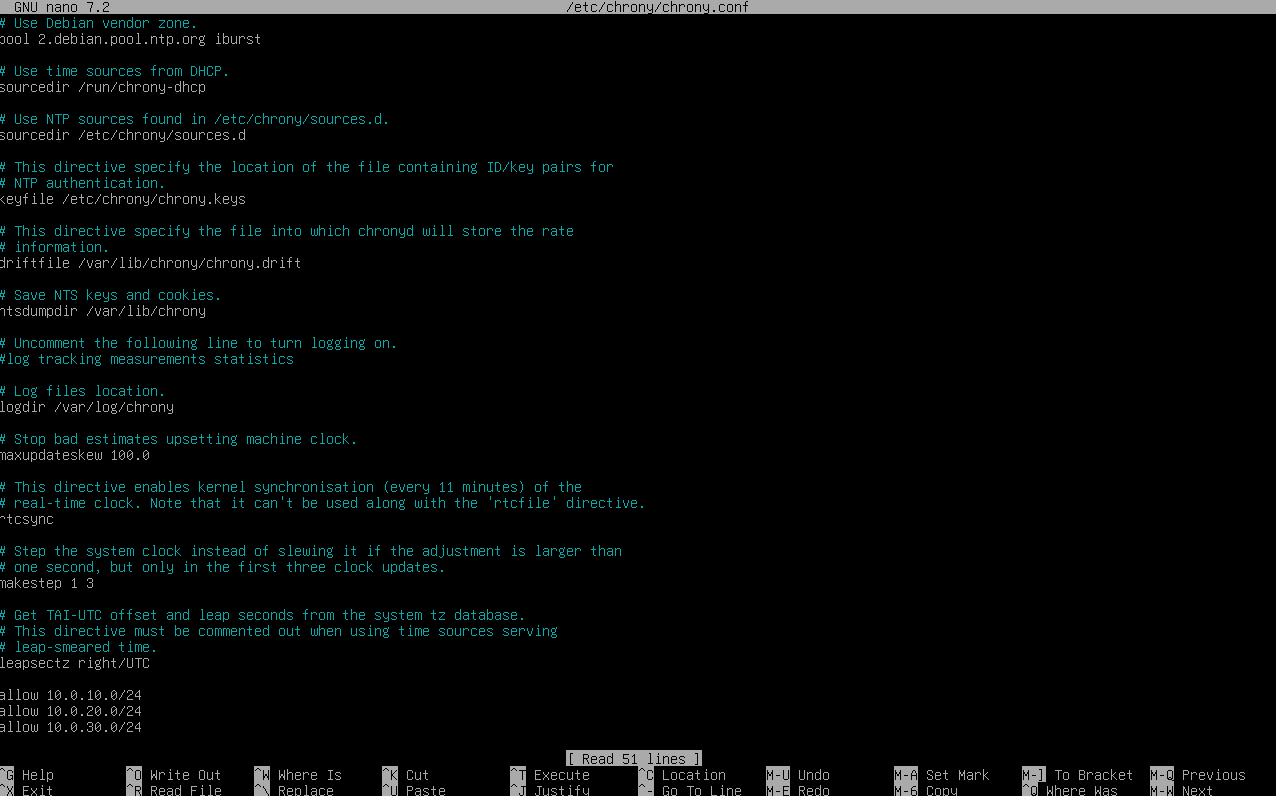 GNU nano 7.2 /etc/chrony/chrony.conf
# Use Debian vendor zone.
pool 2.debian.pool.ntp.org iburst
# Use time sources from DHCP.
sourcedir /run/chrony-dhcp
# Use NTP sources found in /etc/chrony/sources.d.
sourcedir /etc/chrony/sources.d
# This directive specify the location of the file containing ID/key pairs for
# NTP authentication.
keyfile /etc/chrony/chrony.keys
# This directive specify the file into which chronyd will store the rate
# information.
driftfile /var/lib/chrony/chrony.drift
# Save NTS keys and cookies.
ntsdumpdir /var/lib/chrony
# Uncomment the following line to turn logging on.
#log tracking measurements statistics
# Log files location.
logdir /var/log/chrony
# Stop bad estimates upsetting machine clock.
maxupdateskew 100.0
# This directive enables kernel synchronisation (every 11 minutes) of the
# real-time clock. Note that it can't be used along with the 'rtcfile' directive.
rtcsync
# Step the system clock instead of slewing it if the adjustment is larger than
# one second, but only in the first three clock updates.
makestep 1 3
# Get TAI-UTC offset and leap seconds from the system tz database.
# This directive must be commented out when using time sources serving
# leap-smeared time.
leapsectz right/UTC
allow 10.0.10.0/24
allow 10.0.20.0/24
allow 10.0.30.0/24
[ Read 51 lines ]
^G Help ^O Write Out ^W Where Is ^K Cut ^T Execute ^C Location M-U Undo M-A Set Mark M-] To Bracket M-Q Previous
^X Exit ^R Read File ^\ Replace ^U Paste ^J Justify ^_ Go To Line M-E Redo M-6 Copy ^Q Where Was M-W Next